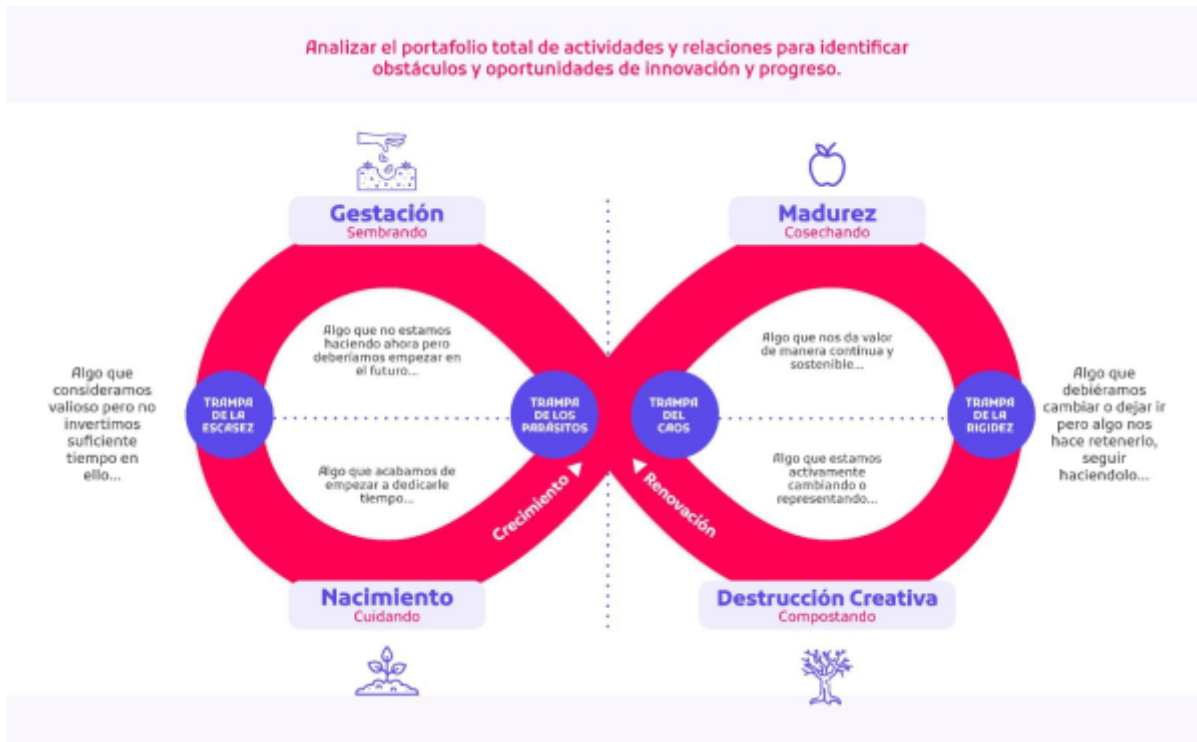 Analizar el portafolio total de actividades y relaciones para identificar
obstáculos y oportunidades de innovación y progreso.
Gestación
Sembrando
Madurez
Cosechando
Algo que no estamos
haciendo ahora pero
deberíamos empezar en
el futuro...
Algo que nos da valor
de manera continua y
sostenible...
Algo que
consideramos
valioso pero no
invertimos
suficiente
tiempo en
ello...
TRAMPA
DE LA
ESCASEZ
TRAMPA
DE LOS
PARÁSITOS
TRAMPA
DEL
CAOS
TRAMPA
DE LA
RIGIDEZ
Algo que
debiéramos
cambiar o dejar ir
pero algo nos
hace retenerlo,
seguir
haciendolo...
Algo que acabamos de
empezar a dedicarle
tiempo...
Algo que estamos
activamente
cambiando o
representando...
Crecimiento
Renovación
Nacimiento
Cuidando
Destrucción Creativa
Compostando